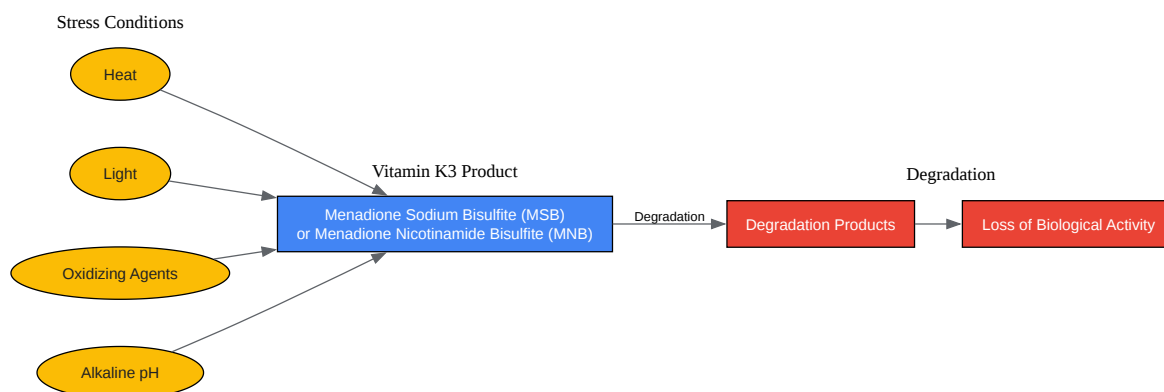 Stress Conditions
Heat
Light
Oxidizing Agents
Alkaline pH
Vitamin K3 Product
Menadione Sodium Bisulfite (MSB)
or Menadione Nicotinamide Bisulfite (MNB)
Degradation
Degradation
Degradation Products
Loss of Biological Activity